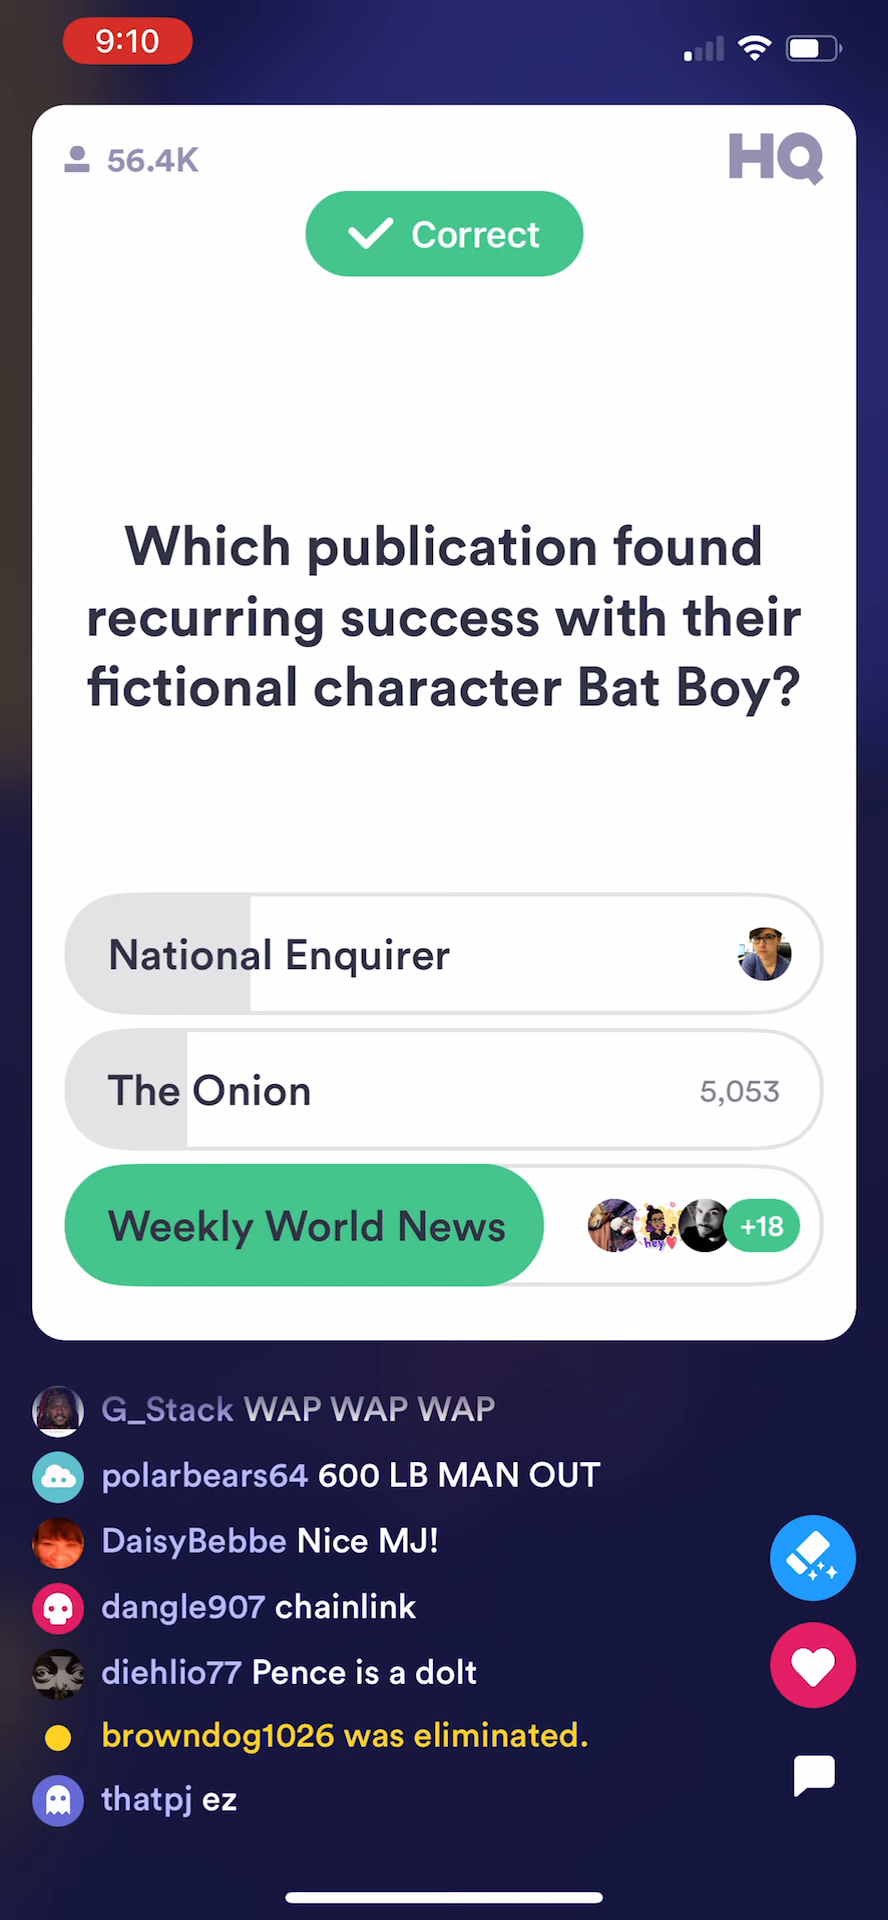 9:10
56.4K
HQ
Correct
Which publication found
recurring success with their
fictional character Bat Boy?
National Enquirer
The Onion 5,053
Weekly World News hey +18
G_Stack WAP WAP WAP
polarbears64 600 LB MAN OUT
DaisyBebbe Nice MJ!
dangle907 chainlink
diehlio77 Pence is a dolt
browndog1026 was eliminated.
thatpj ez